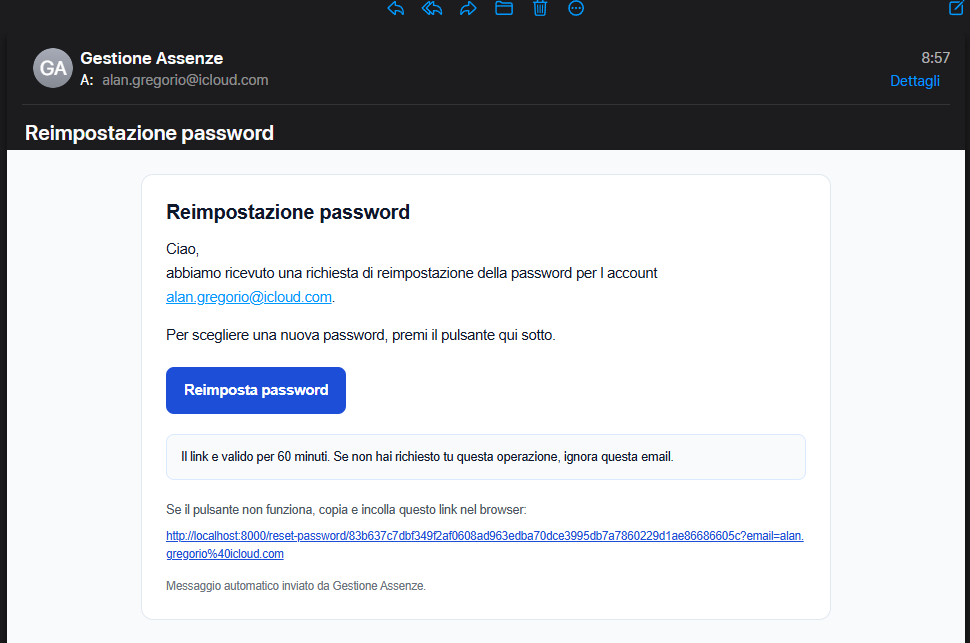 GA
Gestione Assenze
8:57
A: alan.gregorio@icloud.com
Dettagli
Reimpostazione password
Reimpostazione password
Ciao,
abbiamo ricevuto una richiesta di reimpostazione della password per l account
alan.gregorio@icloud.com.
Per scegliere una nuova password, premi il pulsante qui sotto.
Reimposta password
Il link e valido per 60 minuti. Se non hai richiesto tu questa operazione, ignora questa email.
Se il pulsante non funziona, copia e incolla questo link nel browser:
http://localhost:8000/reset-password/83b637c7dbf349f2af0608ad963edba70dce3995db7a7860229d1ae86686605c?email=alan.
gregorio%40icloud.com
Messaggio automatico inviato da Gestione Assenze.